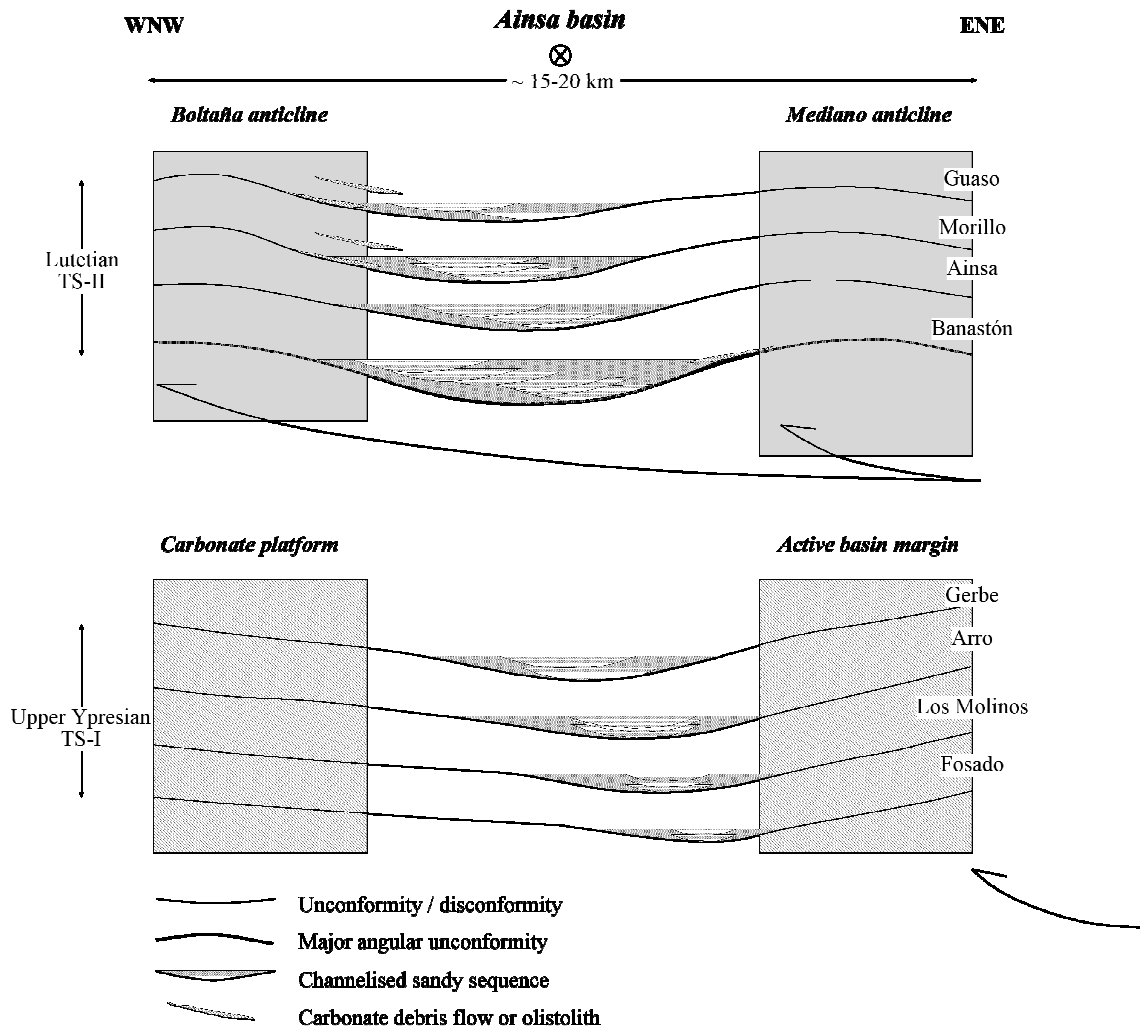 Ainsa basin
WNW
ENE
~ 15-20 km
Boltaña anticline
Mediano anticline
Guaso
Morillo
Ainsa
Banastón
Lutetian
TS-II
Carbonate platform
Active basin margin
Gerbe
Arro
Los Molinos
Fosado
Upper Ypresian
TS-I
Unconformity / disconformity
Major angular unconformity
Channelised sandy sequence
Carbonate debris flow or olistolith